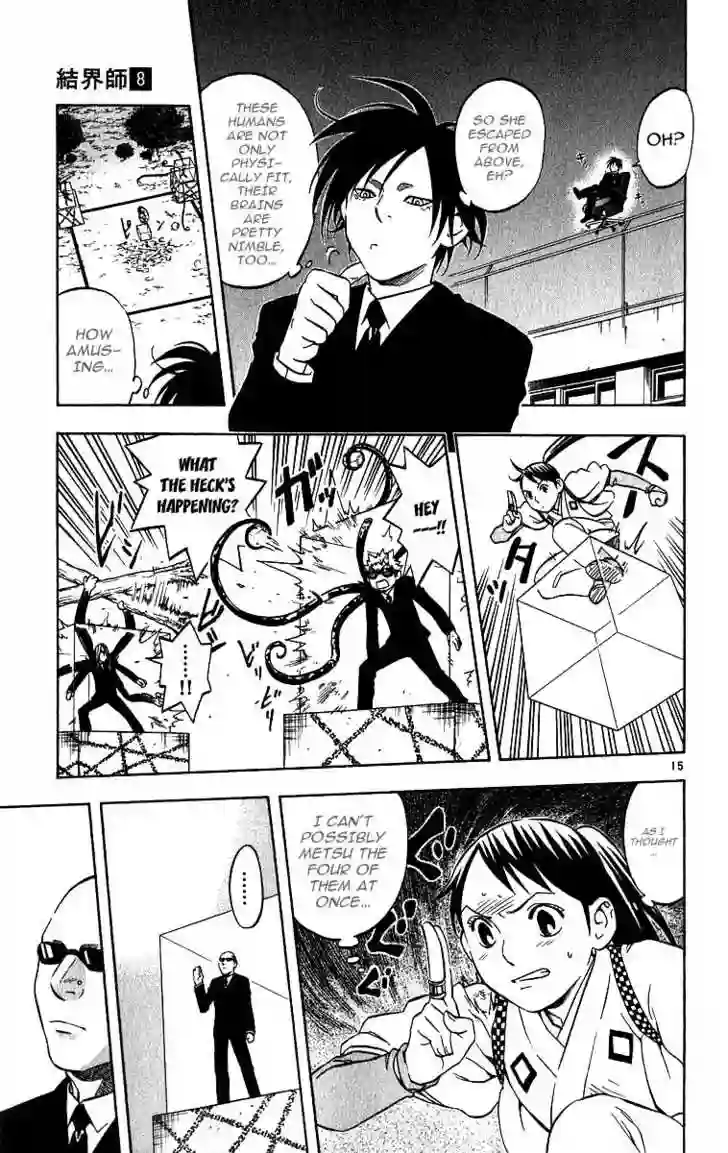 結界師 8
OH?
SO SHE
ESCAPED
FROM
ABOVE,
EH?
THESE
HUMANS
ARE NOT
ONLY
PHYSI-
CALLY FIT,
THEIR
BRAINS
ARE
PRETTY
NIMBLE,
TOO...
HOW
AMUS-
ING...
HEY
——!!
WHAT
THE HECK'S
HAPPENING?
......!!
15
AS I
THOUGHT
...
I CAN'T
POSSIBLY
METSU THE
FOUR OF
THEM AT
ONCE...
......